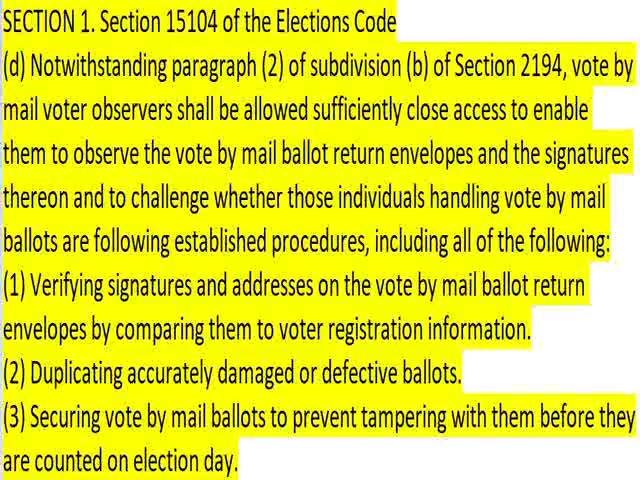 SECTION 1. Section 15104 of the Elections Code
(d) Notwithstanding paragraph (2) of subdivision (b) of Section 2194, vote by
mail voter observers shall be allowed sufficiently close access to enable
them to observe the vote by mail ballot return envelopes and the signatures
thereon and to challenge whether those individuals handling vote by mail
ballots are following established procedures, including all of the following:
(1) Verifying signatures and addresses on the vote by mail ballot return
envelopes by comparing them to voter registration information.
(2) Duplicating accurately damaged or defective ballots.
(3) Securing vote by mail ballots to prevent tampering with them before they
are counted on election day.